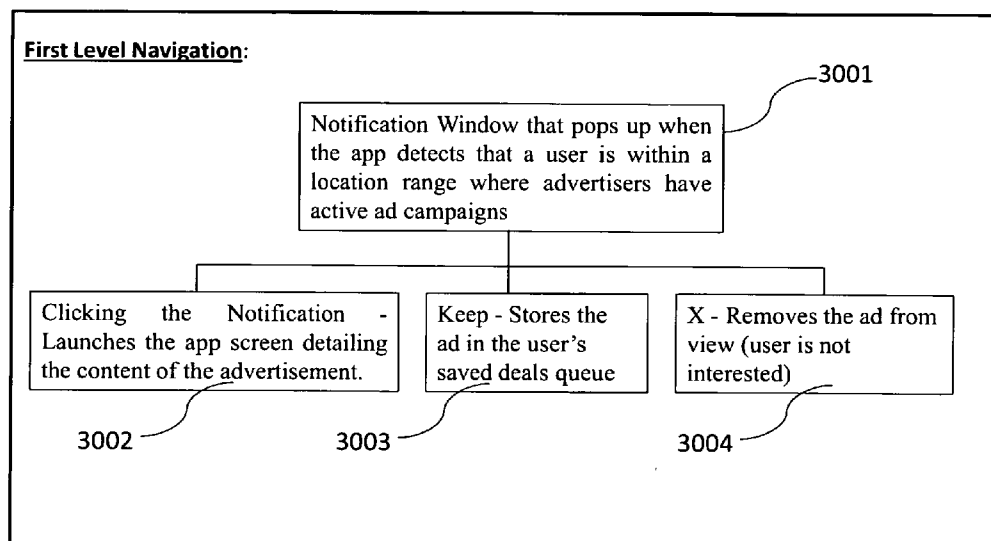 First Level Navigation:
3001
Notification Window that pops up when
the app detects that a user is within a
location range where advertisers have
active ad campaigns
Clicking the Notification -
Launches the app screen detailing
the content of the advertisement.
Keep - Stores the
ad in the user's
saved deals queue
X - Removes the ad from
view (user is not
interested)
3002
3003
3004